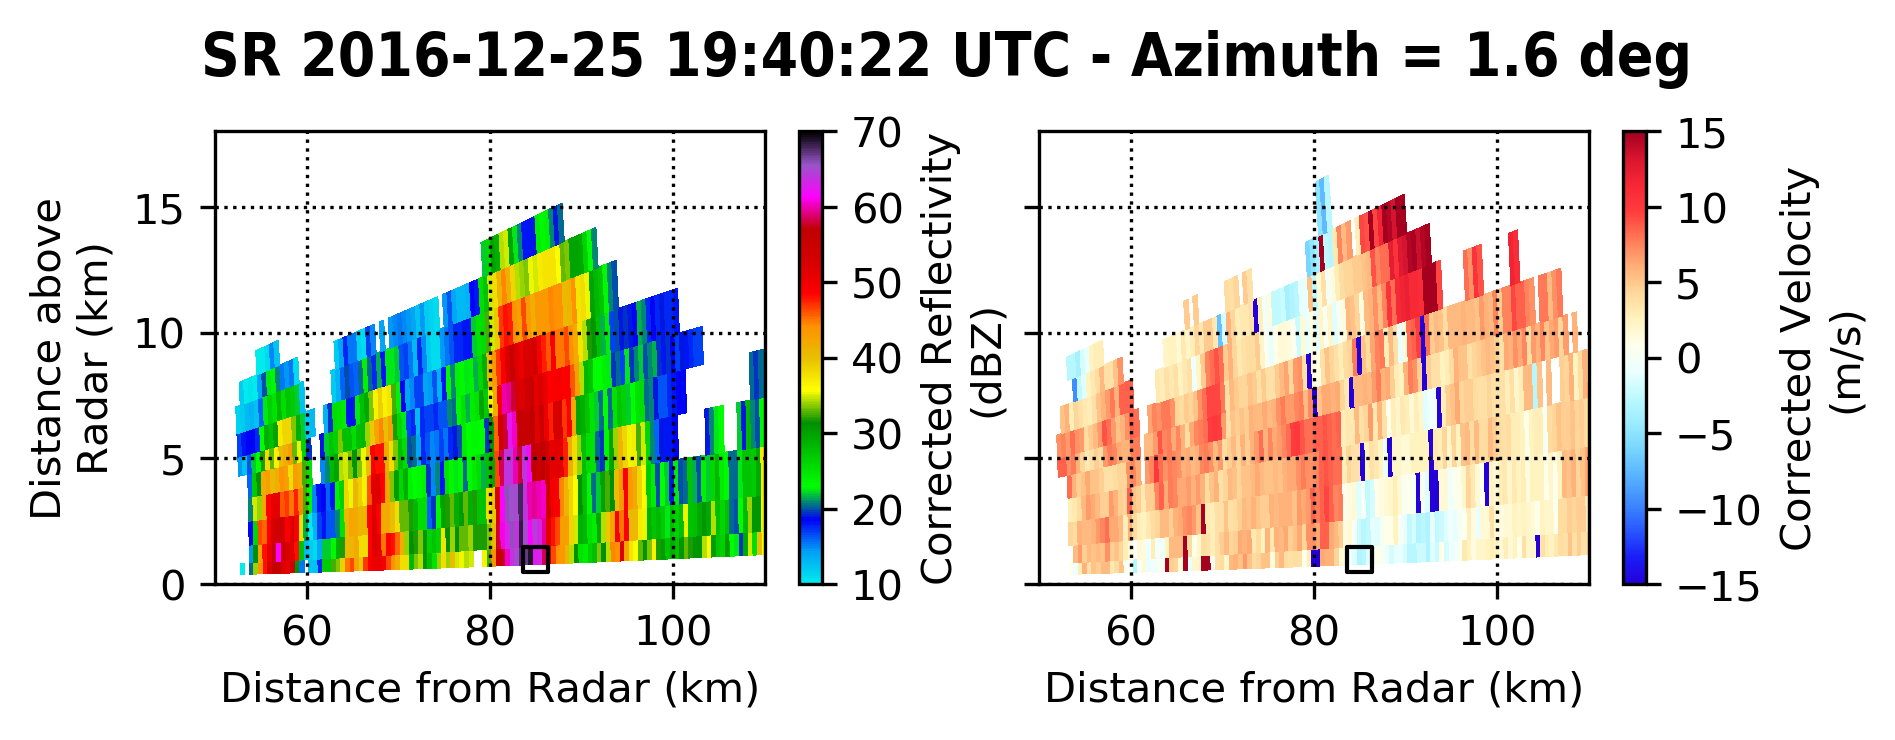 SR 2016-12-25 19:40:22 UTC - Azimuth = 1.6 deg
Distance above
Radar (km)
15
10
5
0
60
80
100
Distance from Radar (km)
70
60
50
40
30
20
10
Corrected Reflectivity
(dBZ)
60
80
100
Distance from Radar (km)
15
10
5
0
−5
−10
−15
Corrected Velocity
(m/s)